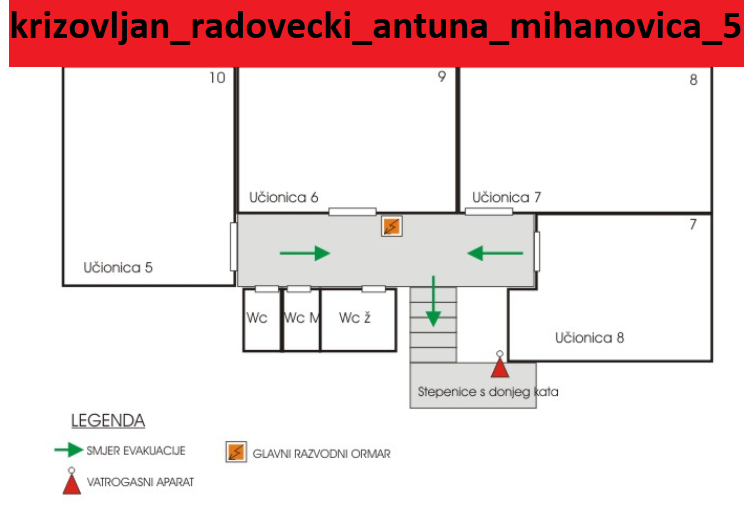 krizovljan_radovecki_antuna_mihanovica_5
10
9
8
Učionica 6
Učionica 7
7
Učionica 5
Wc
Wc M
Wc ž
Učionica 8
Stepenice s donjeg kata
LEGENDA
SMJER EVAKUACIJE
GLAVNI RAZVODNI ORMAR
VATROGASNI APARAT